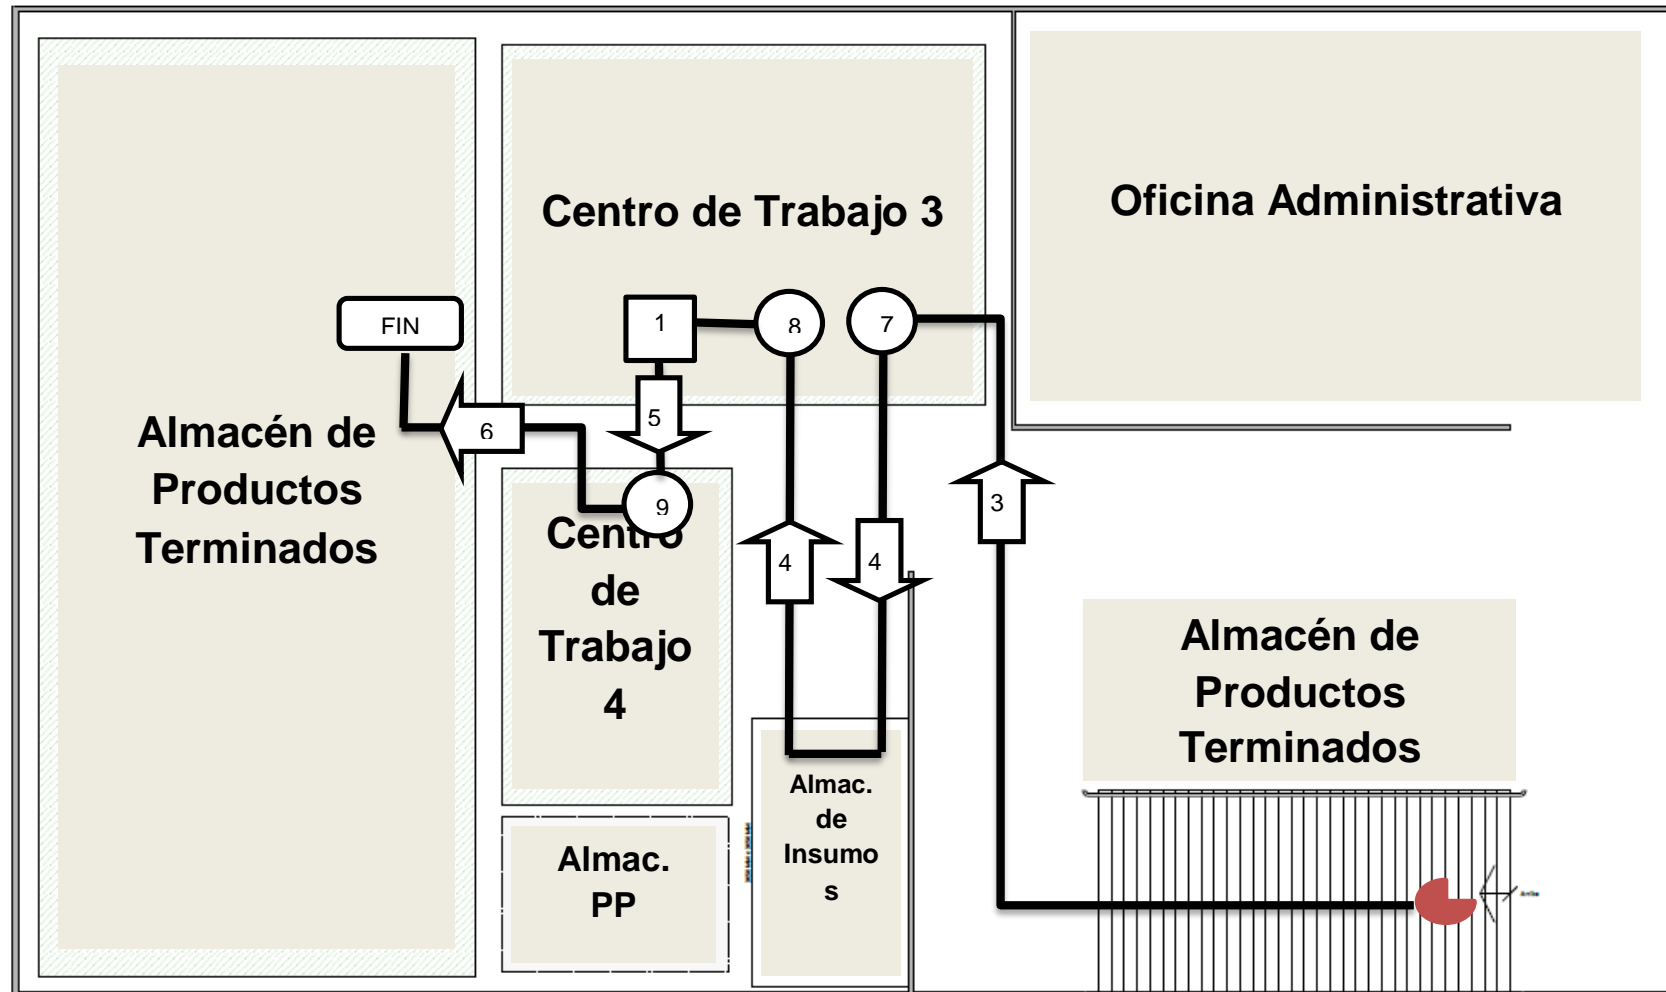 Centro de Trabajo 3
Oficina Administrativa
FIN
1
8
7
Almacén de
Productos
Terminados
6
5
9
Centro
de
Trabajo
4
4
4
3
Almacén de
Productos
Terminados
Almac.
de
Insumo
s
Almac.
PP
Arriba